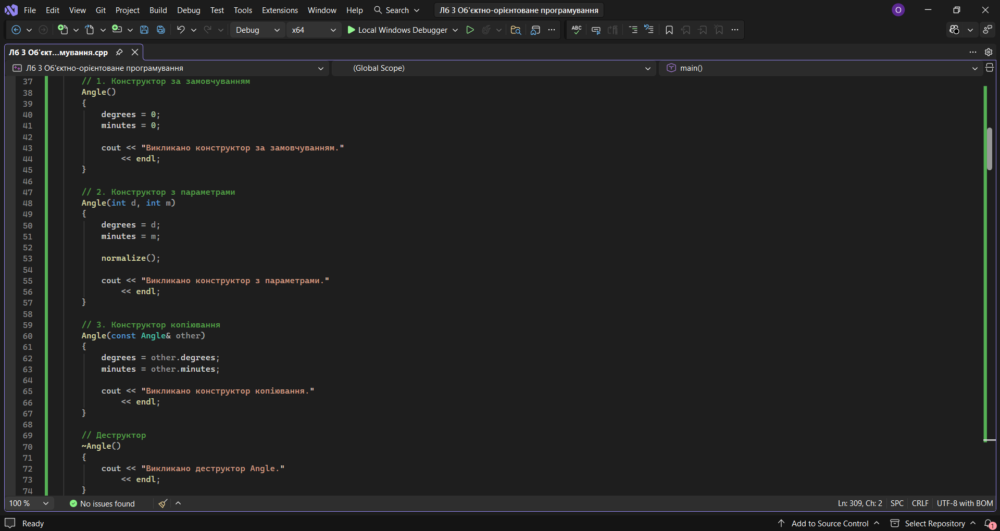 File Edit View Git Project Build Debug Test Tools Extensions Window Help Search Лб 3 Об'єктно-орієнтоване програмування O
Debug x64 Local Windows Debugger ABC
Лб 3 Об'єкт...мування.cpp
Лб 3 Об'єктно-орієнтоване програмування (Global Scope) main()
37 // 1. Конструктор за замовчуванням
38 Angle()
39 {
40 degrees = 0;
41 minutes = 0;
42
43 cout << "Викликано конструктор за замовчуванням."
44 << endl;
45 }
46
47 // 2. Конструктор з параметрами
48 Angle(int d, int m)
49 {
50 degrees = d;
51 minutes = m;
52
53 normalize();
54
55 cout << "Викликано конструктор з параметрами."
56 << endl;
57 }
58
59 // 3. Конструктор копіювання
60 Angle(const Angle& other)
61 {
62 degrees = other.degrees;
63 minutes = other.minutes;
64
65 cout << "Викликано конструктор копіювання."
66 << endl;
67 }
68
69 // Деструктор
70 ~Angle()
71 {
72 cout << "Викликано деструктор Angle."
73 << endl;
74 }
100 % No issues found Ln: 309, Ch: 2 SPC CRLF UTF-8 with BOM
Ready Add to Source Control Select Repository 1